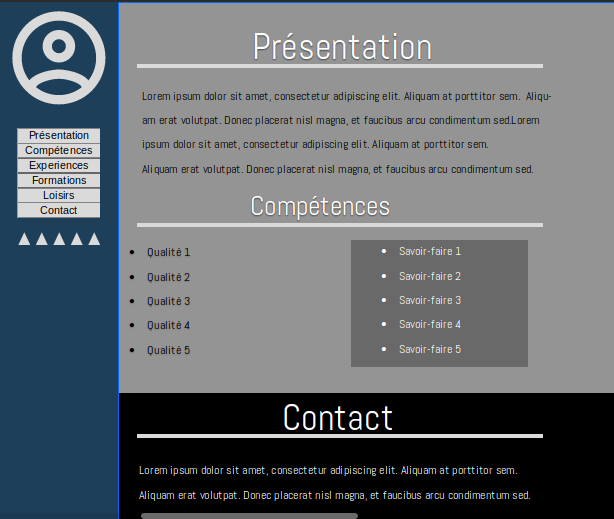 Présentation
Compétences
Experiences
Formations
Loisirs
Contact
Présentation
Lorem ipsum dolor sit amet, consectetur adipiscing elit. Aliquam at porttitor sem. Aliqu-
am erat volutpat. Donec placerat nisl magna, et faucibus arcu condimentum sed.Lorem
ipsum dolor sit amet, consectetur adipiscing elit. Aliquam at porttitor sem.
Aliquam erat volutpat. Donec placerat nisl magna, et faucibus arcu condimentum sed.
Compétences
Qualité 1
Qualité 2
Qualité 3
Qualité 4
Qualité 5
Savoir-faire 1
Savoir-faire 2
Savoir-faire 3
Savoir-faire 4
Savoir-faire 5
Contact
Lorem ipsum dolor sit amet, consectetur adipiscing elit. Aliquam at porttitor sem.
Aliquam erat volutpat. Donec placerat nisl magna, et faucibus arcu condimentum sed.